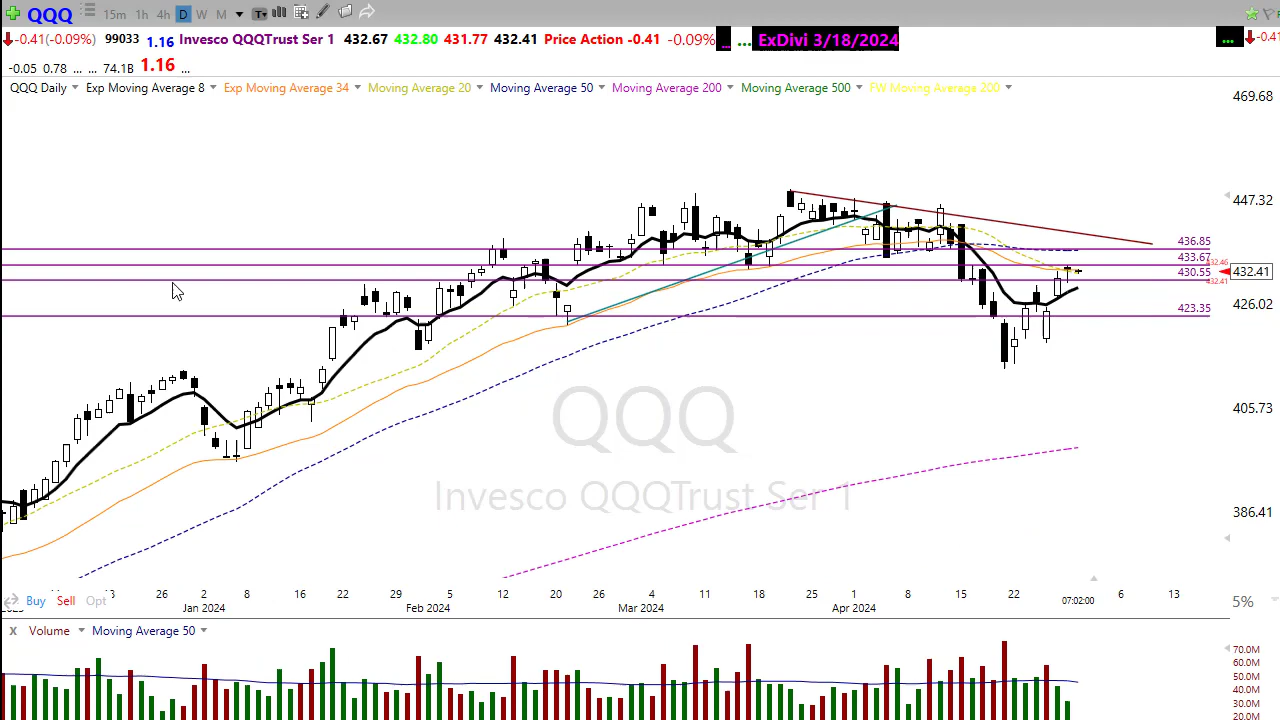 QQQ 15m 1h 4h D W M
-0.41(-0.09%) 99033 1.16 Invesco QQQTrust Ser 1 432.67 432.80 431.77 432.41 Price Action -0.41 -0.09% ... ExDivi 3/18/2024 ... -0.41
-0.05 0.78 ... ... 74.1B 1.16 ...
QQQ Daily Exp Moving Average 8 Exp Moving Average 34 Moving Average 20 Moving Average 50 Moving Average 200 Moving Average 500 FW Moving Average 200
469.68
447.32
436.85
433.67
432.46
430.55 432.41
432.41
426.02
423.35
405.73
QQQ
Invesco QQQTrust Ser 1
386.41
26 2 8 16 22 29 5 12 20 26 4 11 18 25 1 8 15 22 07:02:00 6 13
Buy Sell Opt 5%
Jan 2024 Feb 2024 Mar 2024 Apr 2024
X Volume Moving Average 50
70.0M
60.0M
50.0M
40.0M
30.0M
20.0M